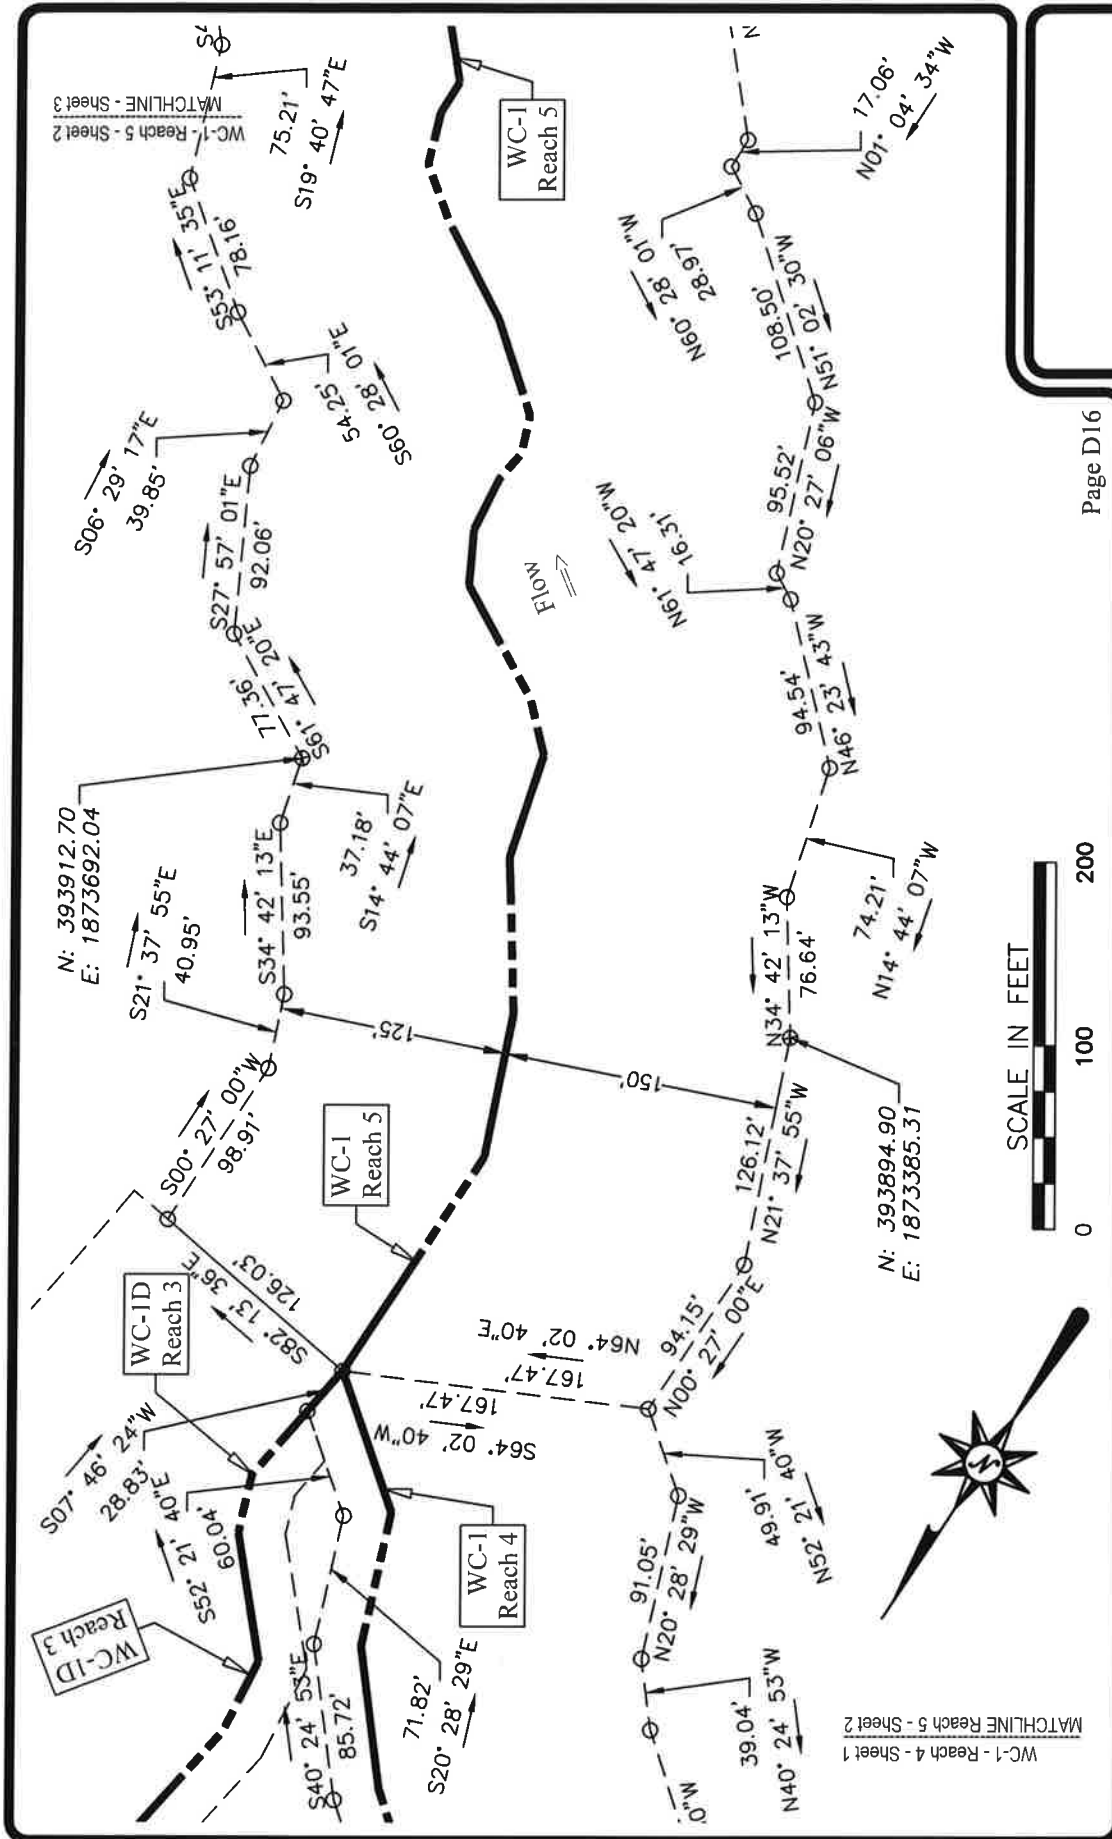 WC-1 - Reach 5 - Sheet 2
MATCHLINE - Sheet 3
75.21'
S19° 40' 47"E
S53° 11' 35"E
78.16'
54.25'
S60° 28' 01"E
S06° 29' 17"E
39.85'
S27° 57' 01"E
92.06'
77.36'
S61° 47' 20"E
N: 393912.70
E: 1873692.04
37.18'
S14° 44' 07"E
S34° 42' 13"E
93.55'
S21° 37' 55"E
40.95'
S00° 27' 00"W
98.91'
S82° 13' 36"E
126.03'
WC-1D
Reach 3
S07° 46' 24"W
28.83'
S52° 21' 40"E
60.04'
WC-1D
Reach 3
S40° 24' 53"E
85.72'
71.82'
S20° 28' 29"E
WC-1
Reach 4
WC-1
Reach 5
WC-1
Reach 5
Flow
125'
150'
N64° 02' 40"E
167.47'
167.47'
S64° 02' 40"W
N
17.06'
N01° 04' 34"W
N60° 28' 01"W
28.97'
108.50'
N51° 02' 30"W
95.52'
N20° 27' 06"W
N61° 47' 20"W
16.31'
94.54'
N46° 23' 43"W
74.21'
N14° 44' 07"W
N34° 42' 13"W
76.64'
N: 393894.90
E: 1873385.31
126.12'
N21° 37' 55"W
94.15'
N00° 27' 00"E
49.91'
N52° 21' 40"W
91.05'
N20° 28' 29"W
39.04'
N40° 24' 53"W
0"W
WC-1 - Reach 4 - Sheet 1
MATCHLINE Reach 5 - Sheet 2
N
SCALE IN FEET
0 100 200
Page D16